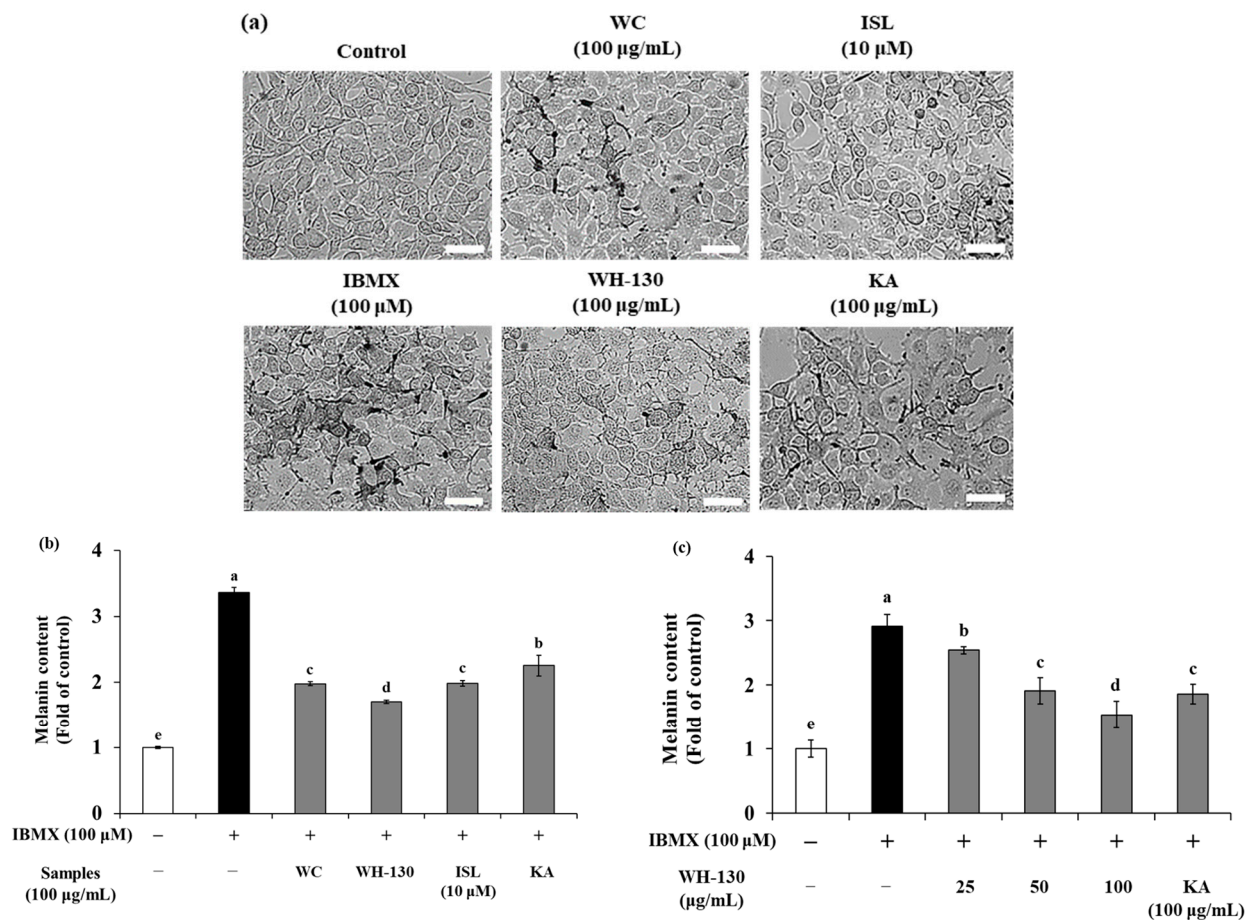 (a)
Control
WC
(100 μg/mL)
ISL
(10 μM)
IBMX
(100 μM)
WH-130
(100 μg/mL)
KA
(100 μg/mL)
(b)
Melanin content
(Fold of control)
4
3
2
1
0
e
a
c
d
c
b
IBMX (100 μM) – + + + + +
Samples
(100 μg/mL)
– – WC WH-130 ISL
(10 μM)
KA
(c)
Melanin content
(Fold of control)
4
3
2
1
0
e
a
b
c
d
c
IBMX (100 μM) – + + + + +
WH-130
(μg/mL)
– – 25 50 100 KA
(100 μg/mL)